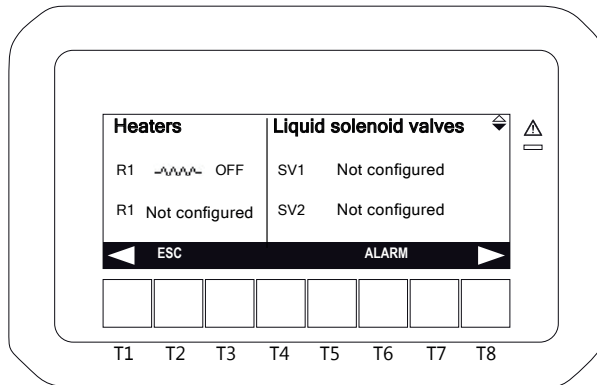 Heaters
Liquid solenoid valves
R1 OFF
SV1 Not configured
R1 Not configured
SV2 Not configured
ESC ALARM
T1 T2 T3 T4 T5 T6 T7 T8